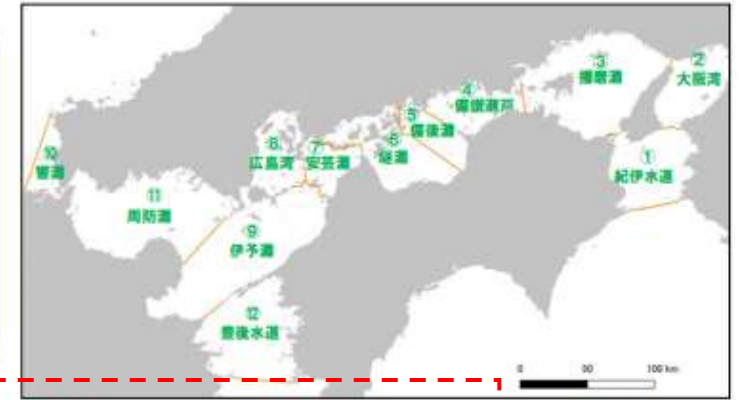 ①
紀伊水道
②
大阪湾
③
播磨灘
④
備讃瀬戸
⑤
備後灘
⑥
燧灘
⑦
安芸灘
⑧
広島湾
⑨
伊予灘
⑩
響灘
⑪
周防灘
⑫
豊後水道
0 50 100 km